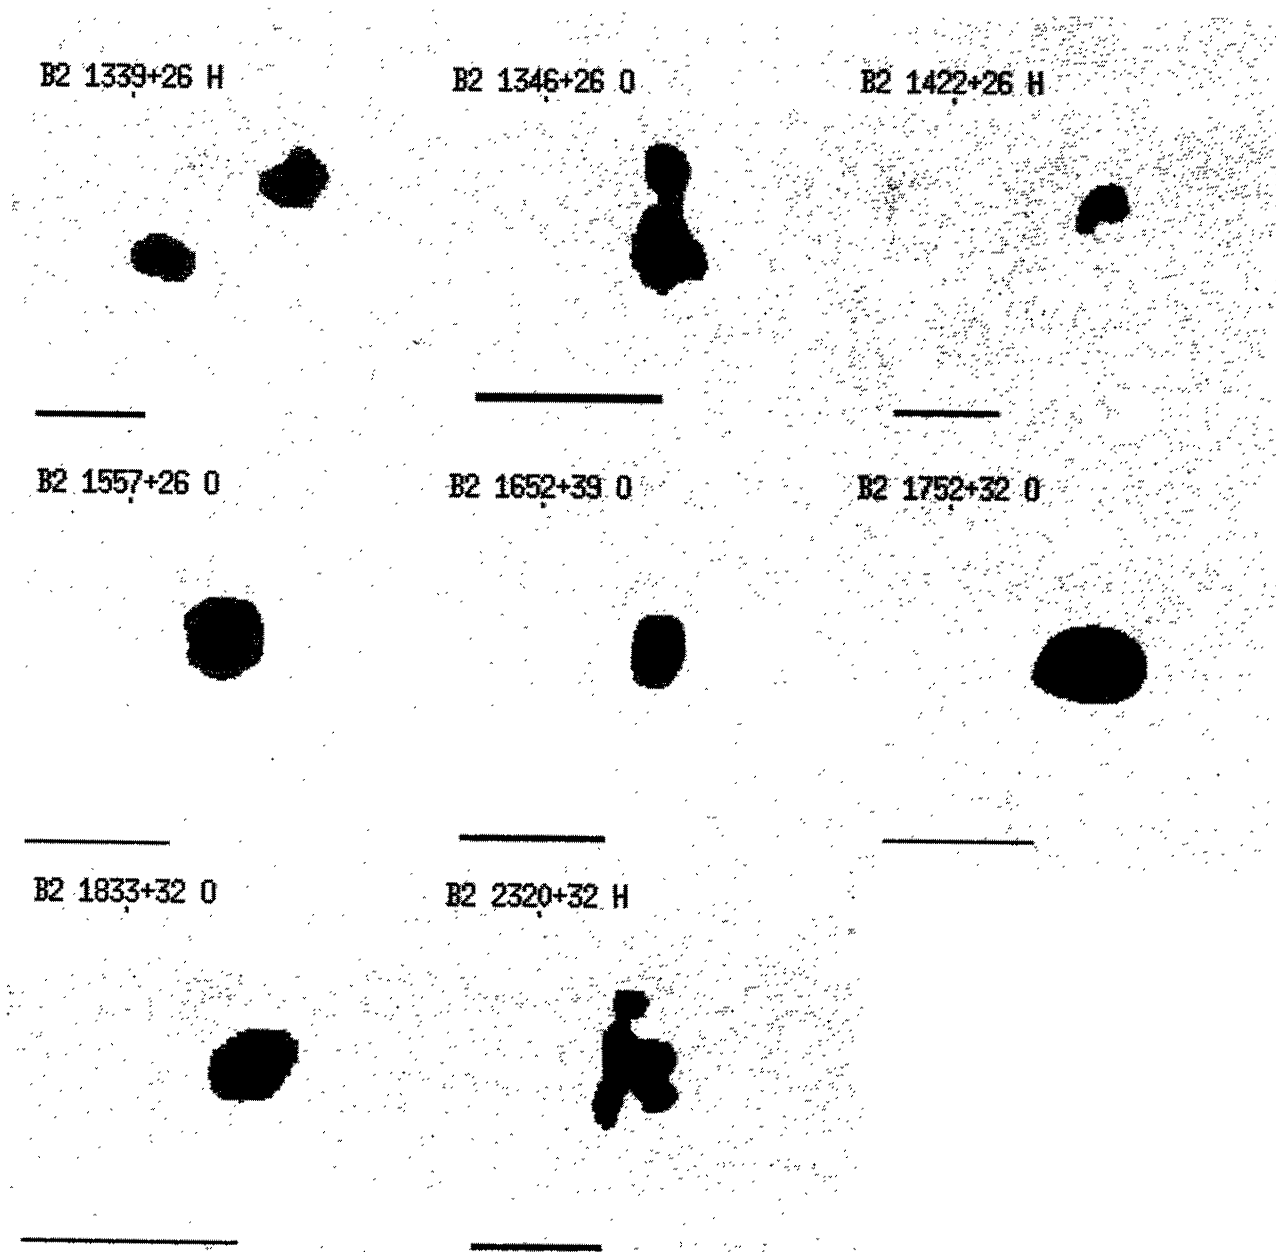 B2 1339+26 H
B2 1346+26 O
B2 1422+26 H
B2 1557+26 O
B2 1652+39 O
B2 1752+32 O
B2 1833+32 O
B2 2320+32 H